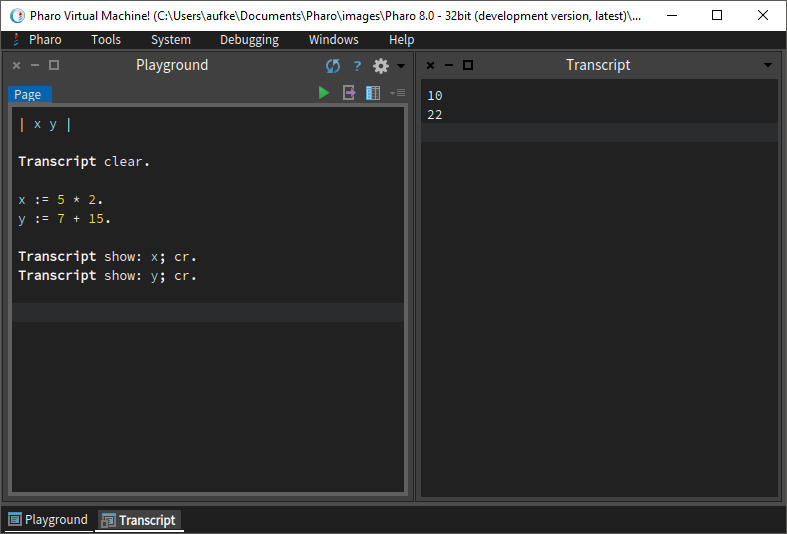 Pharo Virtual Machine! (C:\Users\aufke\Documents\Pharo\images\Pharo 8.0 - 32bit (development version, latest)\...
Pharo Tools System Debugging Windows Help
Playground
Page
| x y |
Transcript clear.
x := 5 * 2.
y := 7 + 15.
Transcript show: x; cr.
Transcript show: y; cr.
Transcript
10
22
Playground Transcript